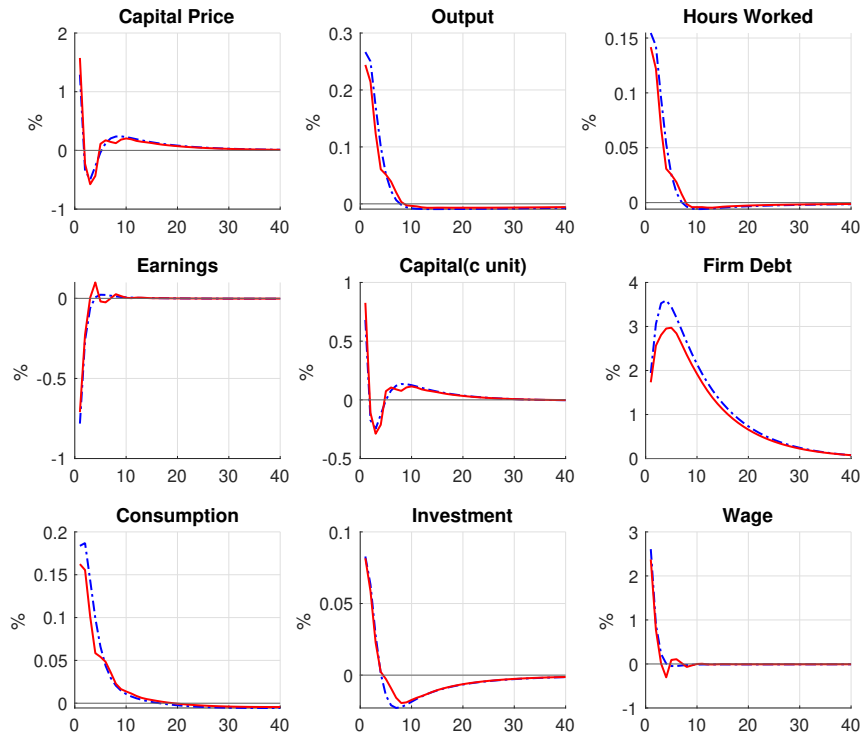 Capital Price
2
1
0
-1
%
0 10 20 30 40
Output
0.3
0.2
0.1
0
%
0 10 20 30 40
Hours Worked
0.15
0.1
0.05
0
%
0 10 20 30 40
Earnings
0
-0.5
-1
%
0 10 20 30 40
Capital(c unit)
1
0.5
0
-0.5
%
0 10 20 30 40
Firm Debt
4
3
2
1
0
%
0 10 20 30 40
Consumption
0.2
0.15
0.1
0.05
0
%
0 10 20 30 40
Investment
0.1
0.05
0
%
0 10 20 30 40
Wage
3
2
1
0
-1
%
0 10 20 30 40